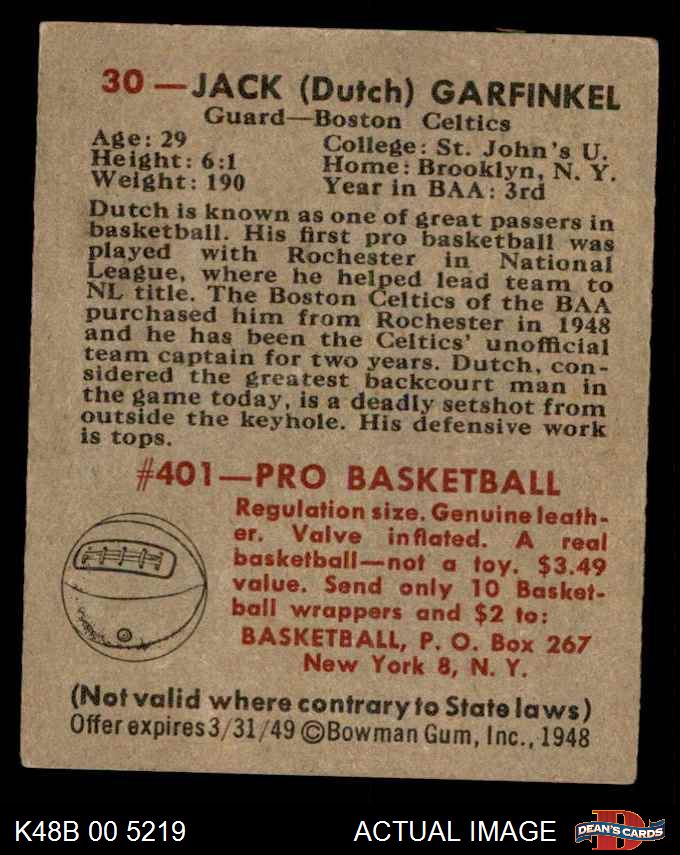 30—JACK (Dutch) GARFINKEL
Guard—Boston Celtics
Age: 29
Height: 6:1
Weight: 190
College: St. John's U.
Home: Brooklyn, N. Y.
Year in BAA: 3rd
Dutch is known as one of great passers in
basketball. His first pro basketball was
played with Rochester in National
League, where he helped lead team to
NL title. The Boston Celtics of the BAA
purchased him from Rochester in 1948
and he has been the Celtics' unofficial
team captain for two years. Dutch, con-
sidered the greatest backcourt man in
the game today, is a deadly setshot from
outside the keyhole. His defensive work
is tops.
#401—PRO BASKETBALL
Regulation size. Genuine leath-
er. Valve inflated. A real
basketball—not a toy. $3.49
value. Send only 10 Basket-
ball wrappers and $2 to:
BASKETBALL, P. O. Box 267
New York 8, N. Y.
(Not valid where contrary to State laws)
Offer expires 3/31/49 ©Bowman Gum, Inc., 1948
K48B 00 5219
ACTUAL IMAGE
D
DEAN'S CARDS